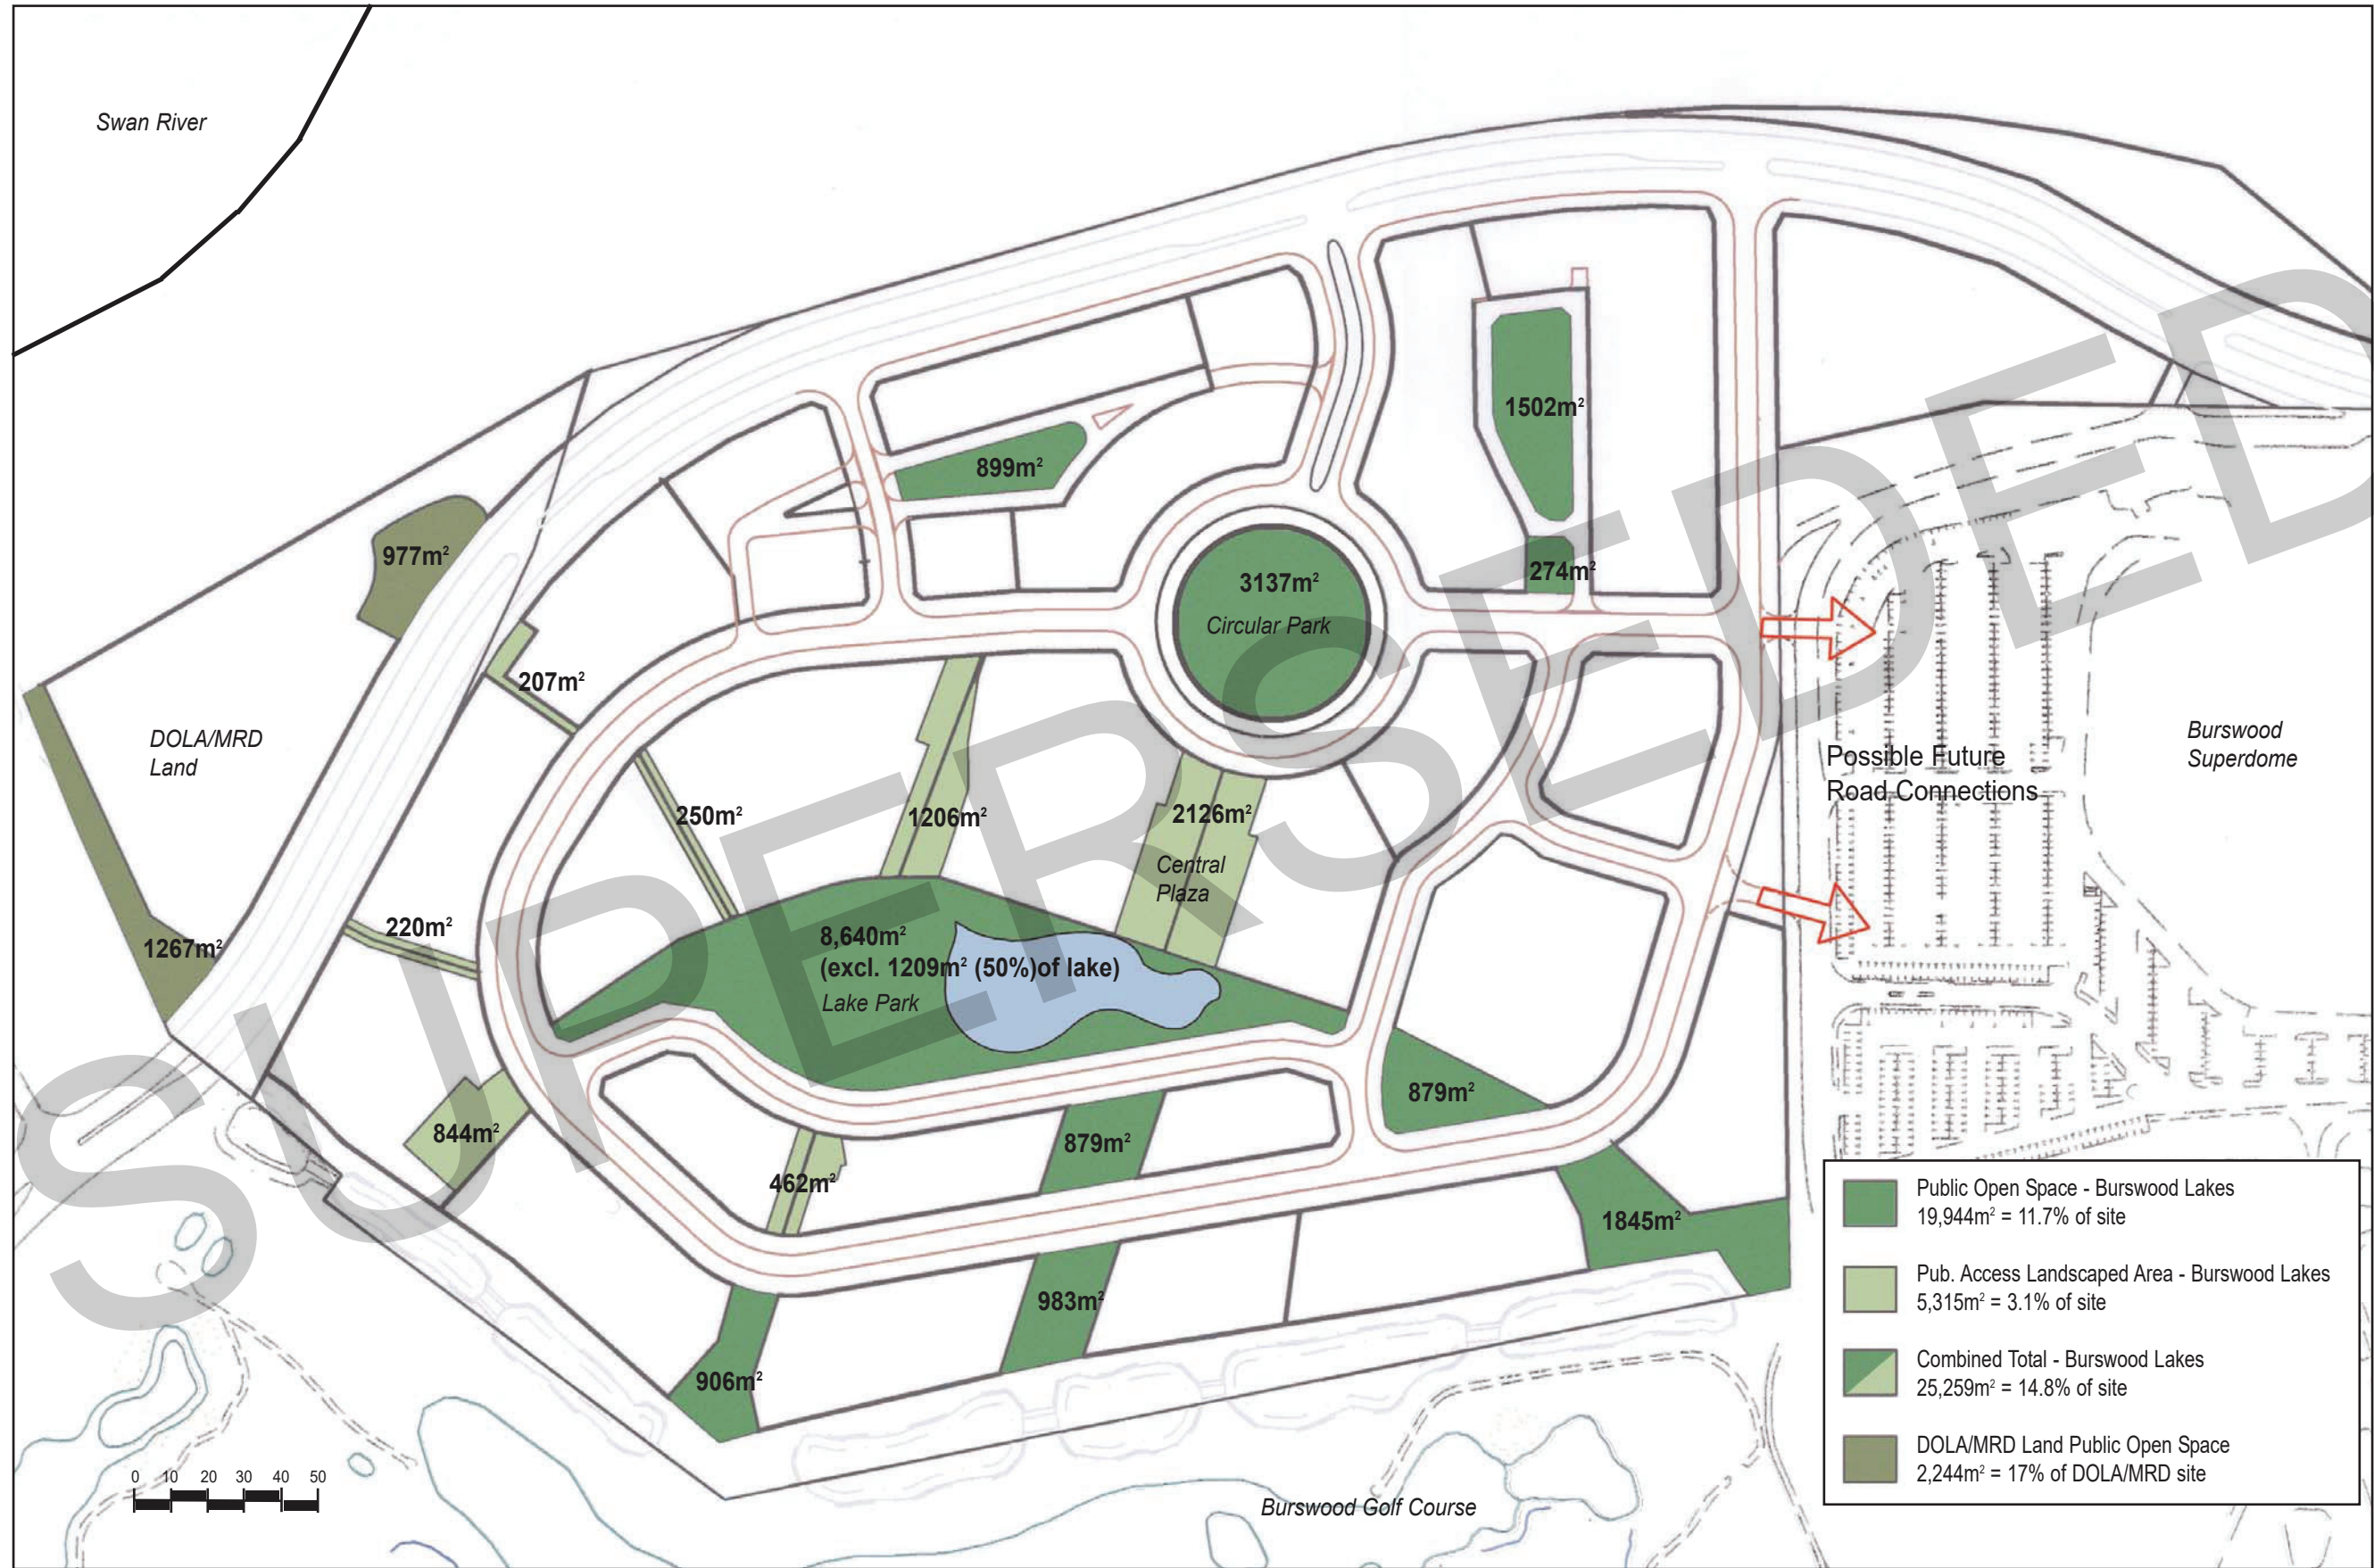 Swan River
1502m²
899m²
977m²
274m²
3137m²
Circular Park
207m²
DOLA/MRD
Land
Burswood
Superdome
Possible Future
Road Connections
250m²
1206m²
2126m²
Central
Plaza
220m²
1267m²
8,640m²
(excl. 1209m² (50%)of lake)
Lake Park
879m²
844m²
879m²
462m²
1845m²
983m²
906m²
Public Open Space - Burswood Lakes
19,944m² = 11.7% of site
Pub. Access Landscaped Area - Burswood Lakes
5,315m² = 3.1% of site
Combined Total - Burswood Lakes
25,259m² = 14.8% of site
DOLA/MRD Land Public Open Space
2,244m² = 17% of DOLA/MRD site
0 10 20 30 40 50
Burswood Golf Course
SUPERSEDED